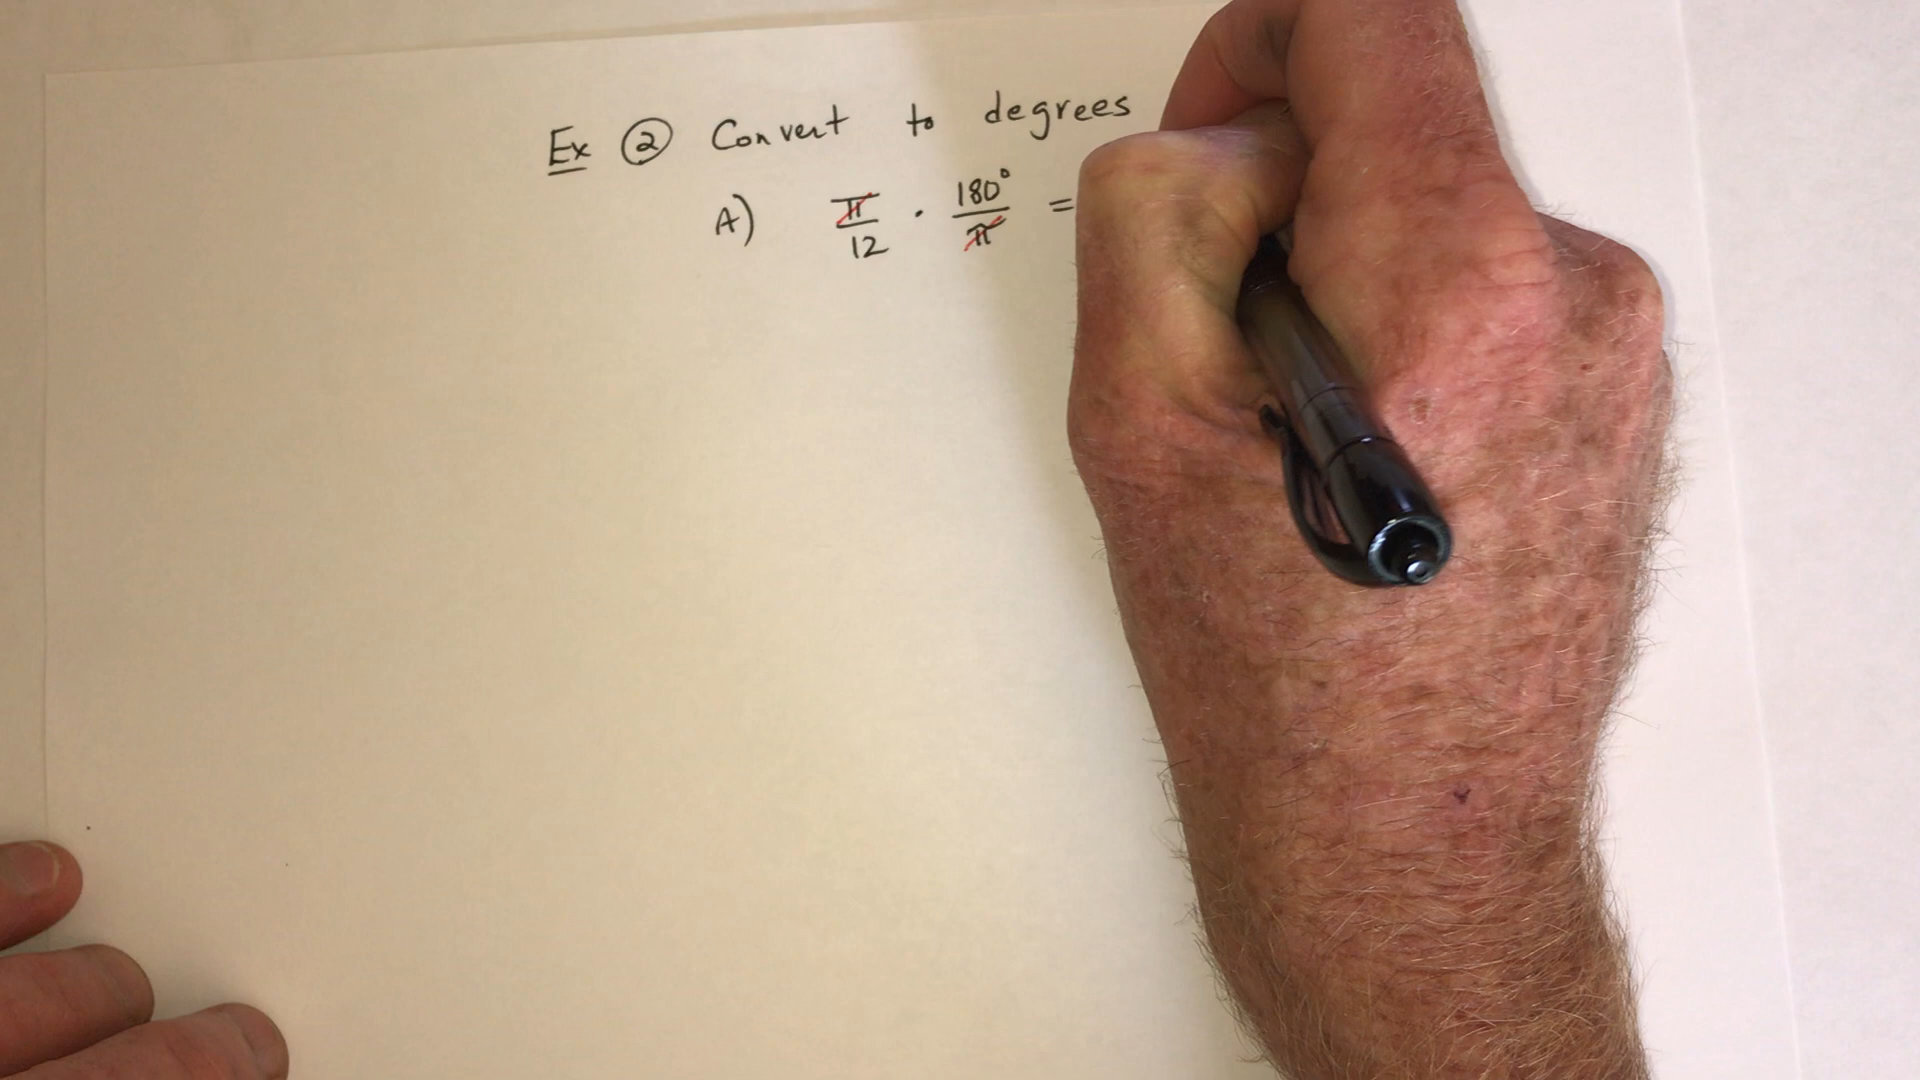 Ex ② Convert to degrees
A) π/12 · 180°/π =